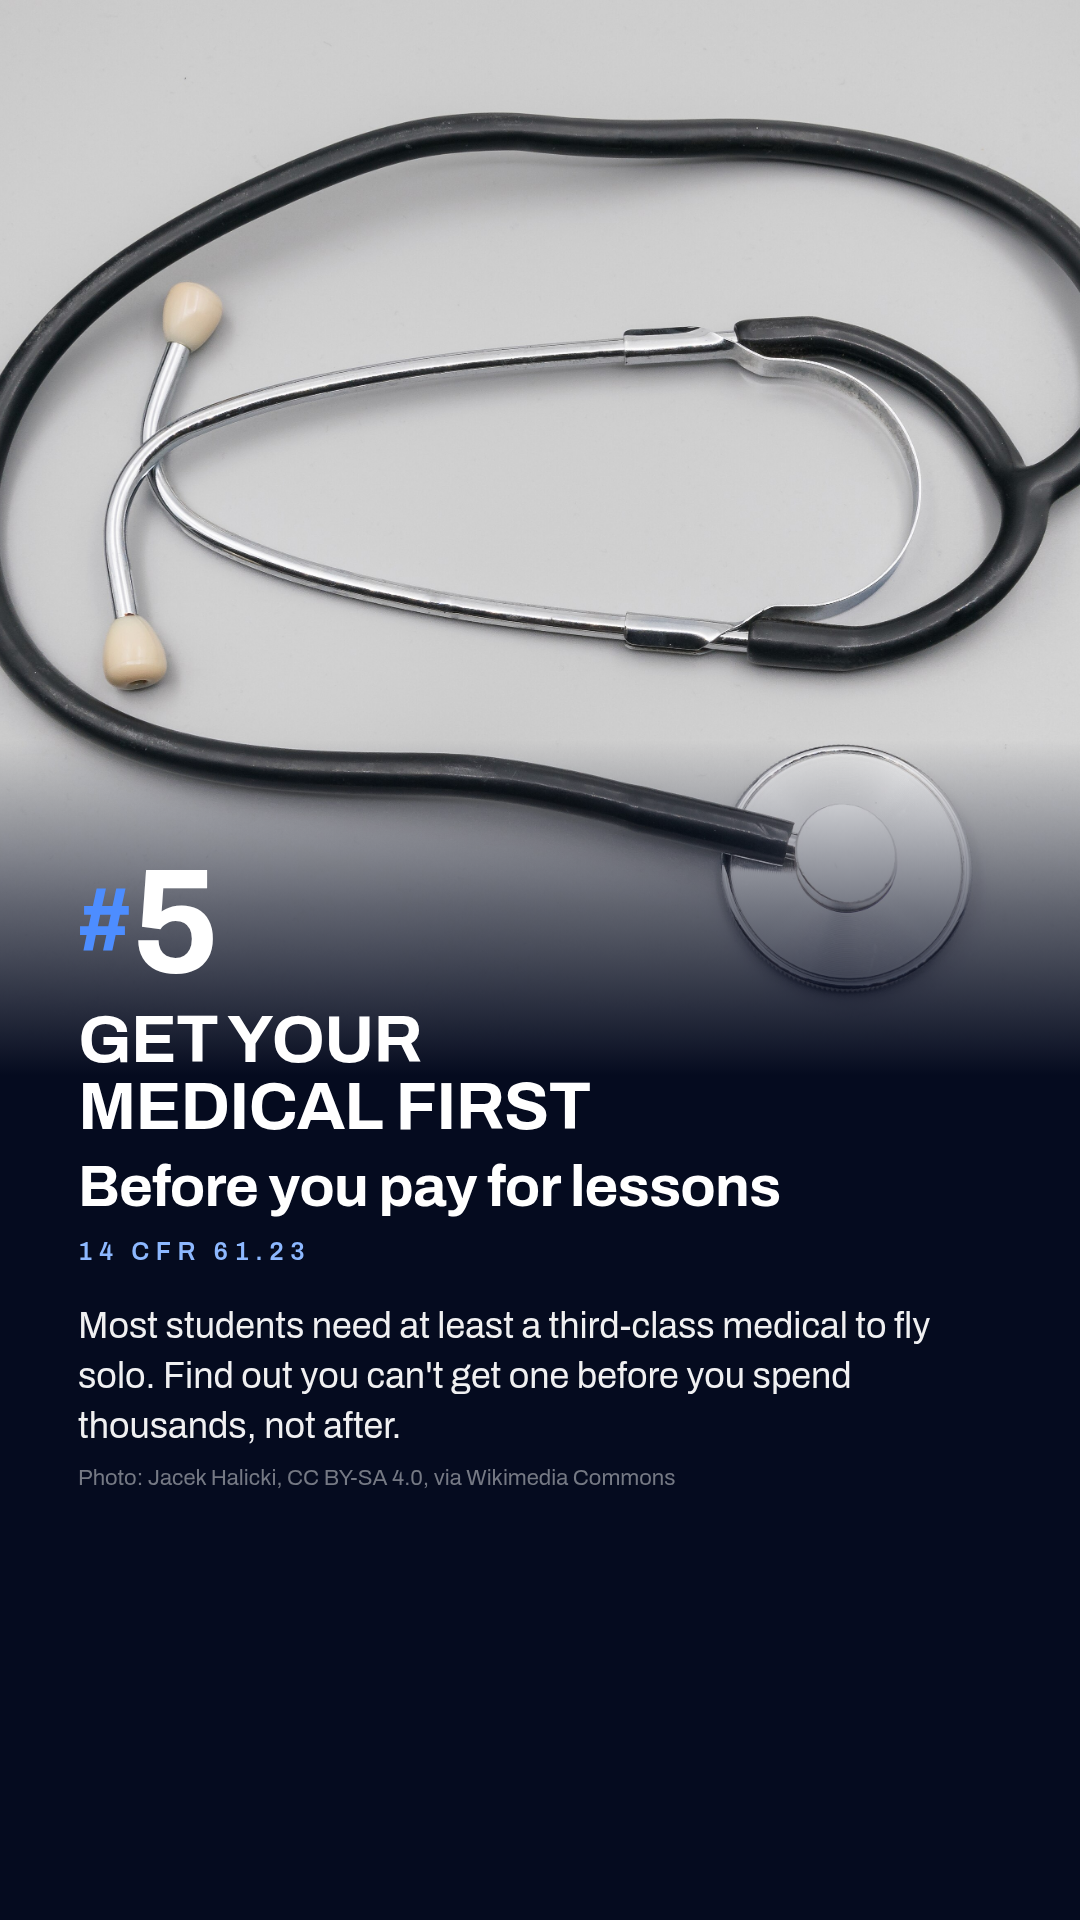 #5
GET YOUR
MEDICAL FIRST
Before you pay for lessons
14 CFR 61.23
Most students need at least a third-class medical to fly
solo. Find out you can't get one before you spend
thousands, not after.
Photo: Jacek Halicki, CC BY-SA 4.0, via Wikimedia Commons